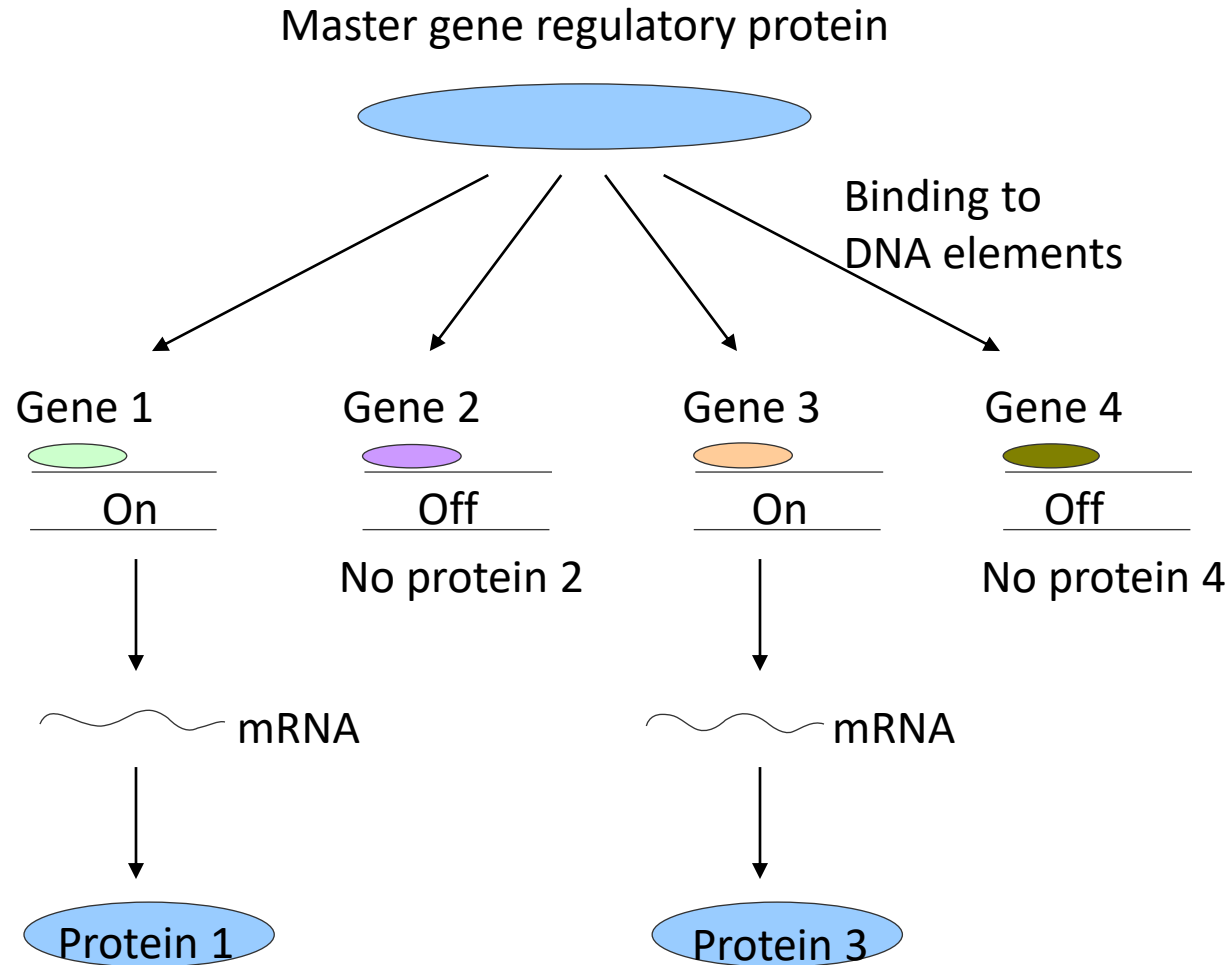 Master gene regulatory protein
Binding to
DNA elements
Gene 1
Gene 2
Gene 3
Gene 4
On
Off
On
Off
No protein 2
No protein 4
mRNA
mRNA
Protein 1
Protein 3